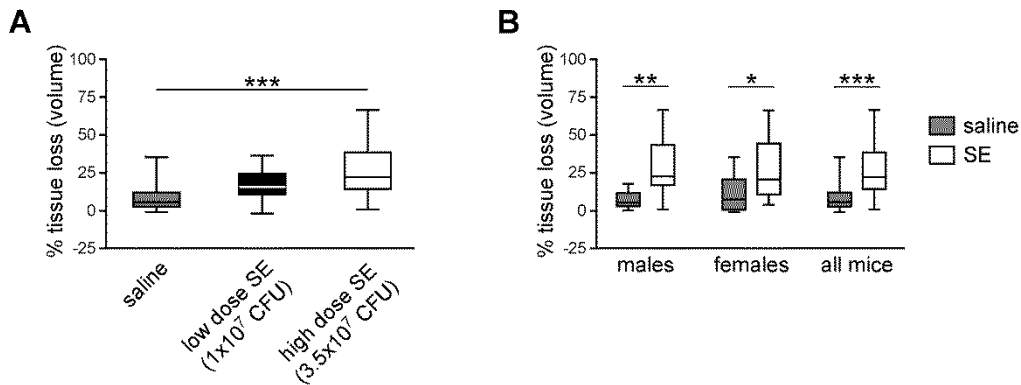 A
% tissue loss (volume)
100
75
50
25
0
-25
***
saline
low dose SE
(1x10⁷ CFU)
high dose SE
(3.5x10⁷ CFU)
B
% tissue loss (volume)
100
75
50
25
0
-25
** * ***
males females all mice
saline
SE